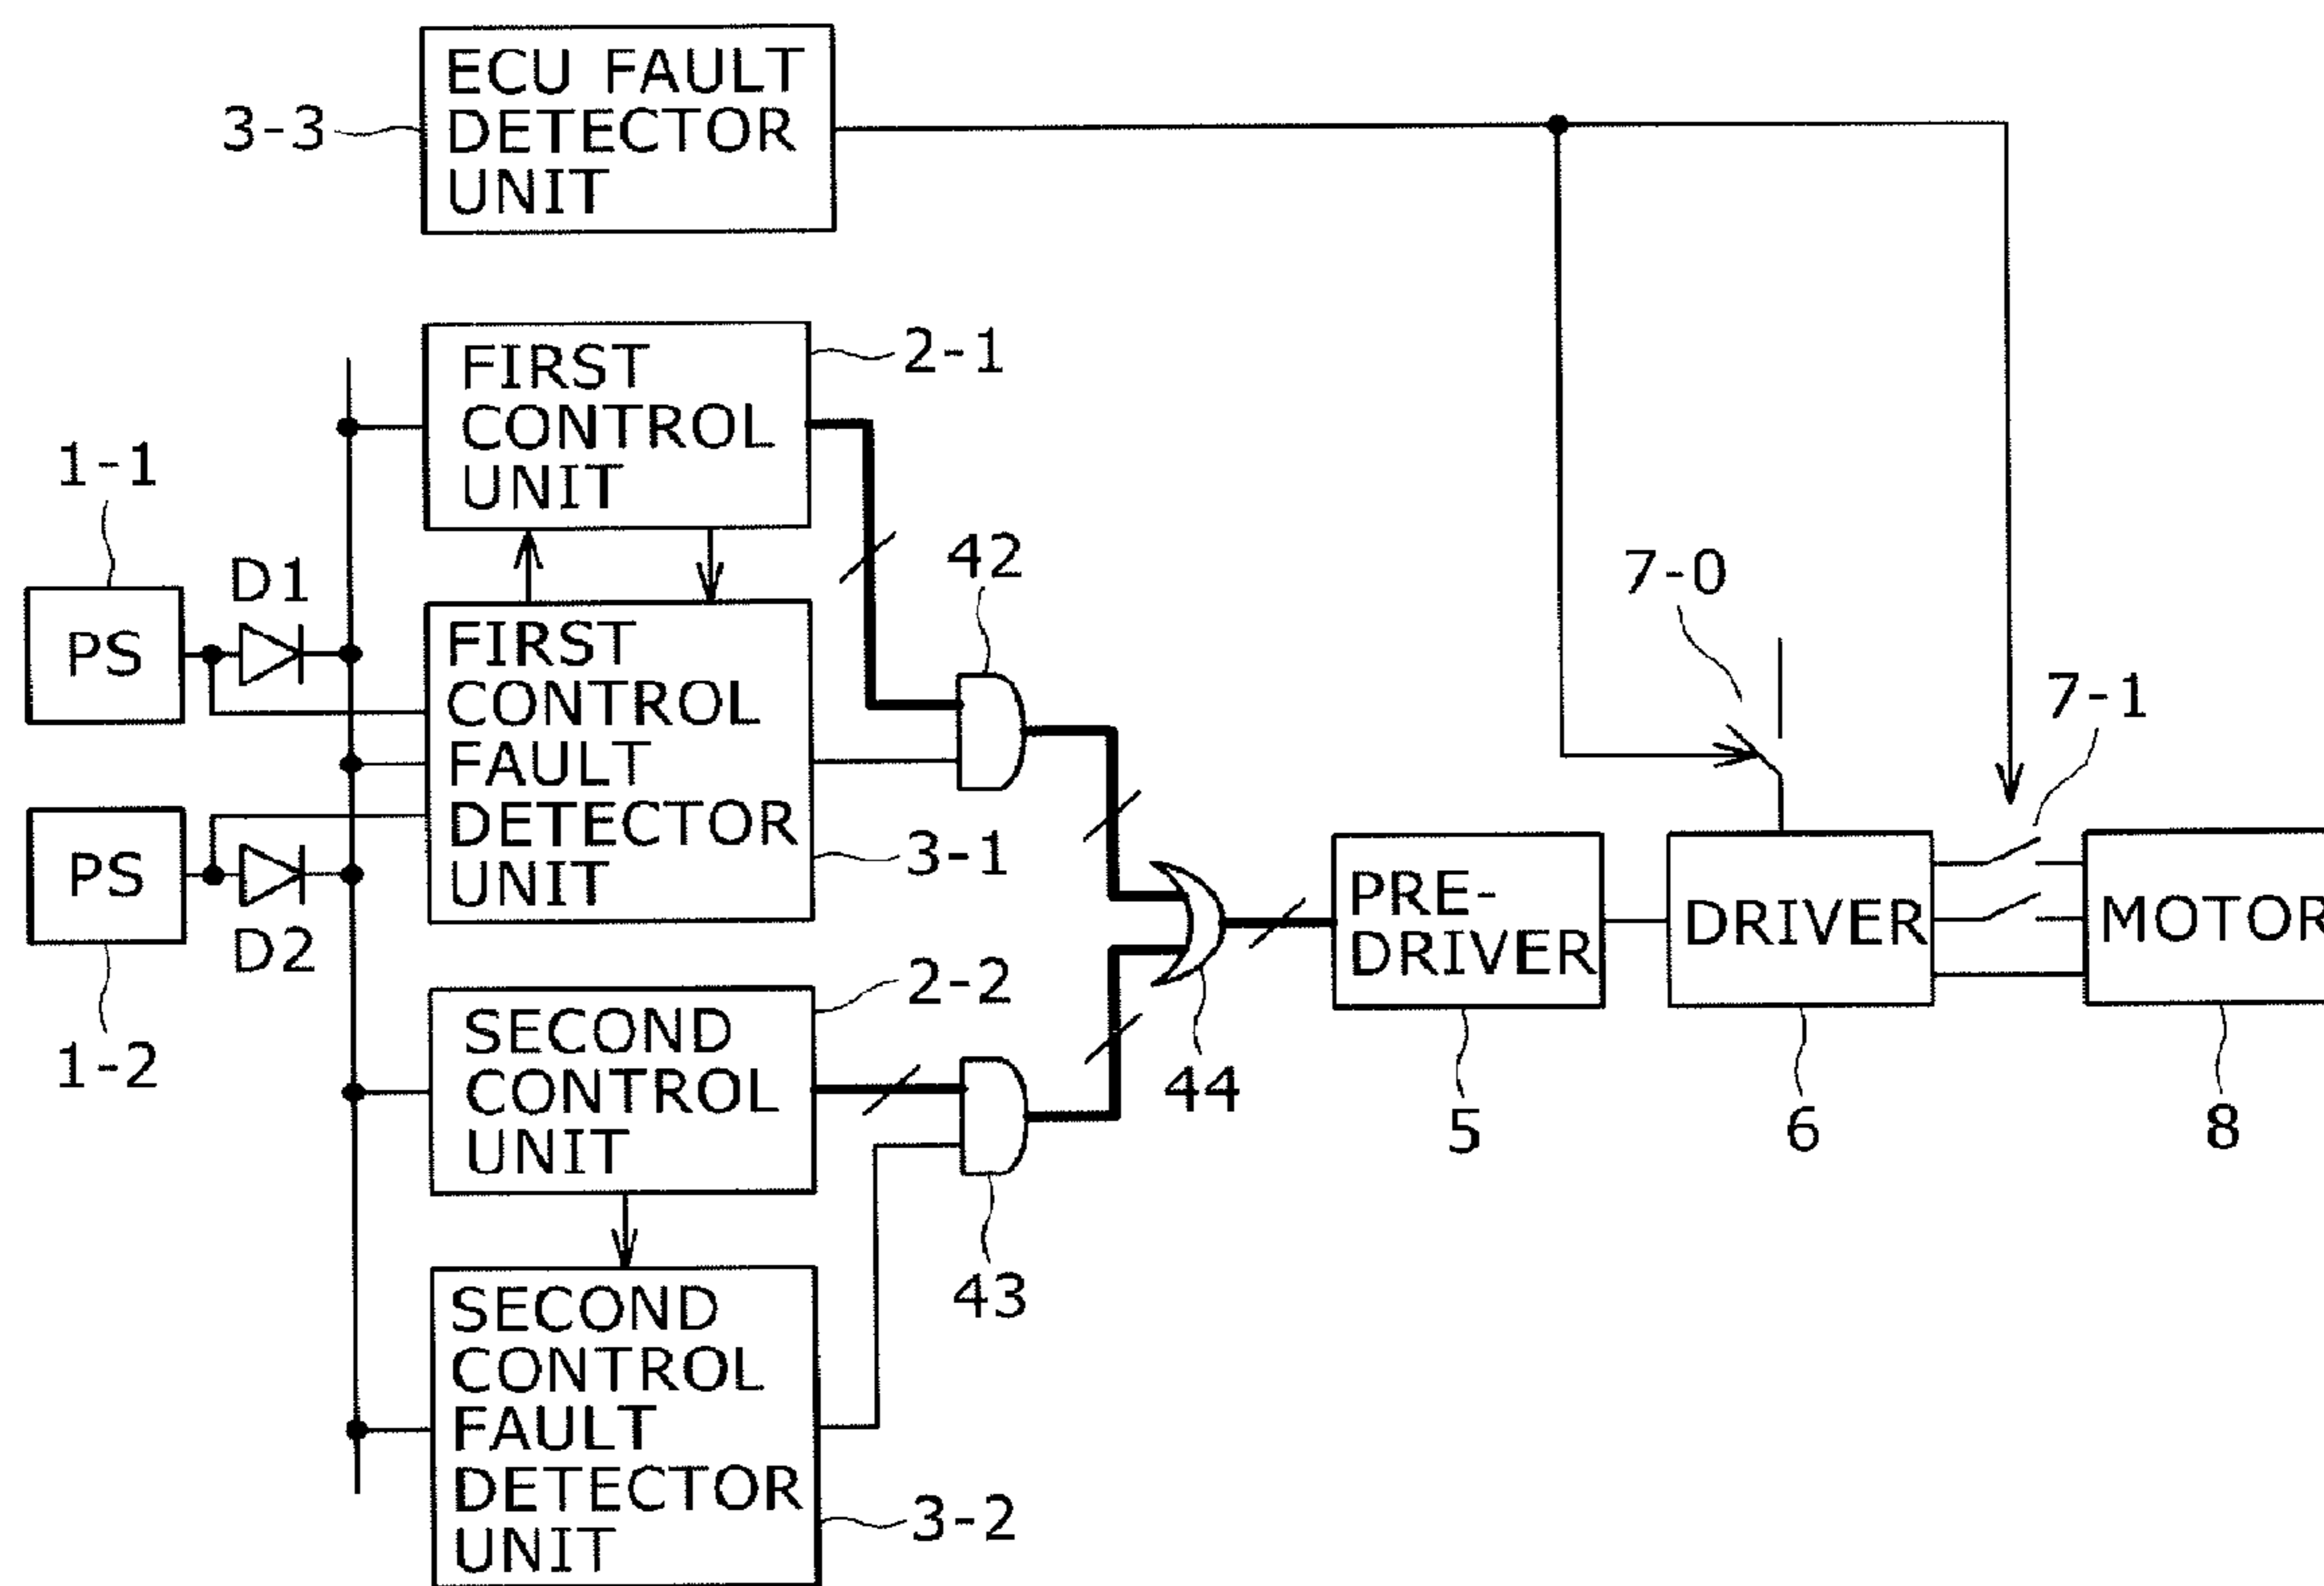 ECU FAULT
DETECTOR
UNIT
3-3
FIRST
CONTROL
UNIT
2-1
1-1
PS
D1
FIRST
CONTROL
FAULT
DETECTOR
UNIT
3-1
42
7-0
7-1
PS
D2
1-2
SECOND
CONTROL
UNIT
2-2
43
44
PRE-
DRIVER
5
DRIVER
6
MOTOR
8
SECOND
CONTROL
FAULT
DETECTOR
UNIT
3-2